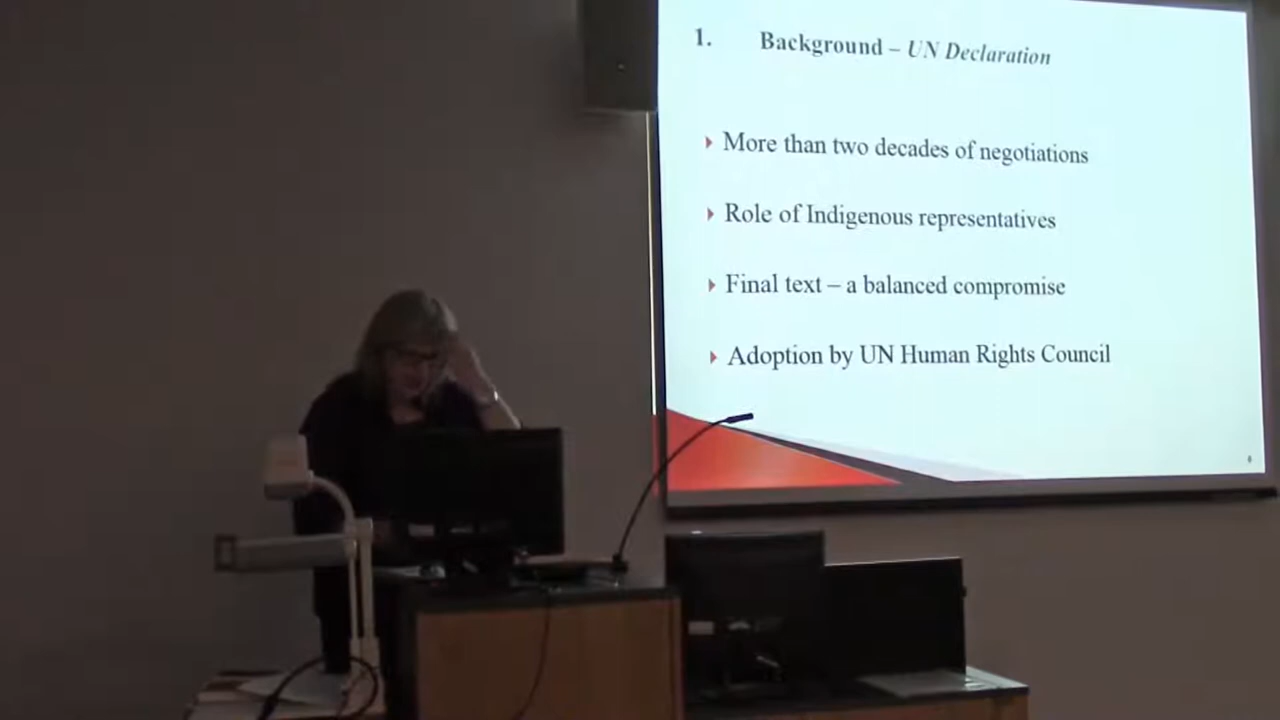 1. Background – UN Declaration
More than two decades of negotiations
Role of Indigenous representatives
Final text – a balanced compromise
Adoption by UN Human Rights Council